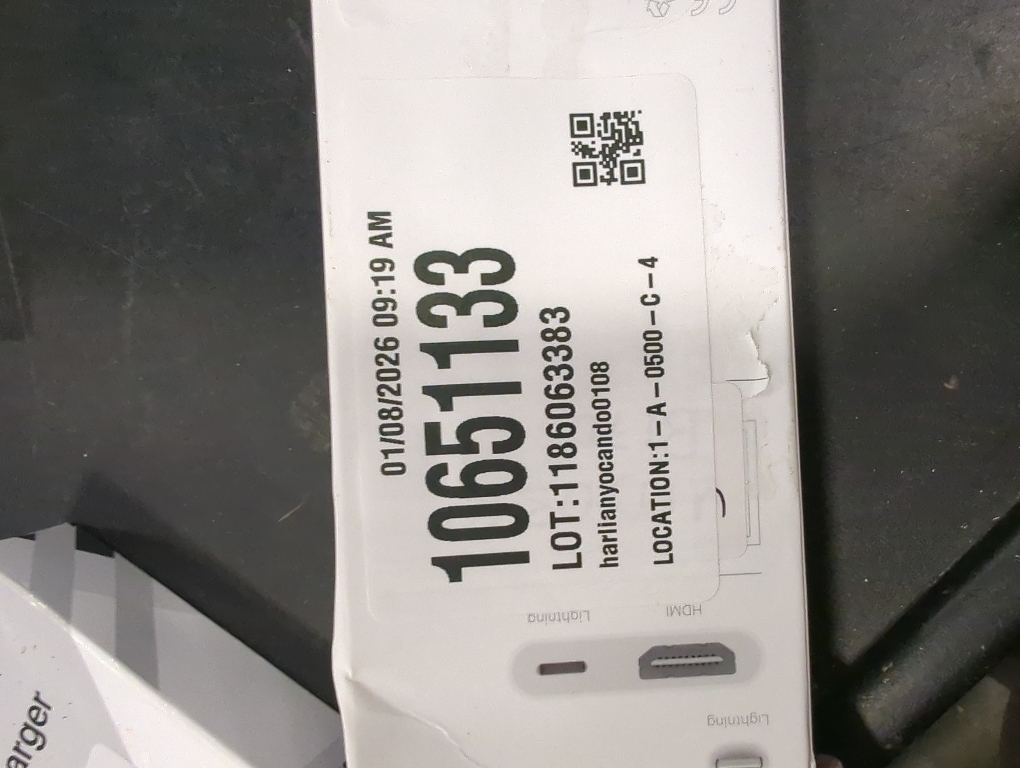 01/08/2026 09:19 AM
10651133
LOT:1186063383
harlianyocando0108
LOCATION:1-A-0500-C-4
Lightning
HDMI
Lightning
arger